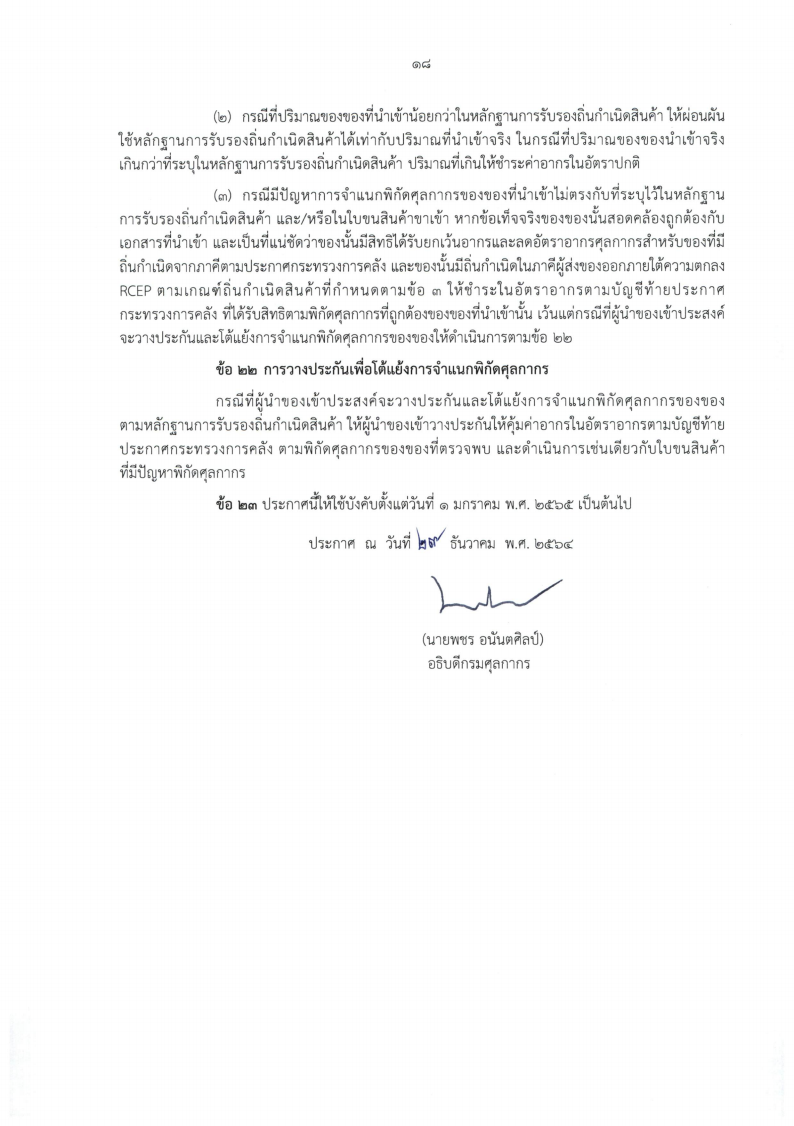 ๑๘
(๒) กรณีที่ปริมาณของของที่นำเข้าน้อยกว่าในหลักฐานการรับรองถิ่นกำเนิดสินค้า ให้ผ่อนผัน
ใช้หลักฐานการรับรองถิ่นกำเนิดสินค้าได้เท่ากับปริมาณที่นำเข้าจริง ในกรณีที่ปริมาณของของนำเข้าจริง
เกินกว่าที่ระบุในหลักฐานการรับรองถิ่นกำเนิดสินค้า ปริมาณที่เกินให้ชำระค่าอากรในอัตราปกติ
(๓) กรณีมีปัญหาการจำแนกพิกัดศุลกากรของของที่นำเข้าไม่ตรงกับที่ระบุไว้ในหลักฐาน
การรับรองถิ่นกำเนิดสินค้า และ/หรือในใบขนสินค้าขาเข้า หากข้อเท็จจริงของของนั้นสอดคล้องถูกต้องกับ
เอกสารที่นำเข้า และเป็นที่แน่ชัดว่าของนั้นมีสิทธิได้รับยกเว้นอากรและลดอัตราอากรศุลกากรสำหรับของที่มี
ถิ่นกำเนิดจากภาคีตามประกาศกระทรวงการคลัง และของนั้นมีถิ่นกำเนิดในภาคีผู้ส่งของออกภายใต้ความตกลง
RCEP ตามเกณฑ์ถิ่นกำเนิดสินค้าที่กำหนดตามข้อ ๓ ให้ชำระในอัตราอากรตามบัญชีท้ายประกาศ
กระทรวงการคลัง ที่ได้รับสิทธิตามพิกัดศุลกากรที่ถูกต้องของของที่นำเข้านั้น เว้นแต่กรณีที่ผู้นำของเข้าประสงค์
จะวางประกันและโต้แย้งการจำแนกพิกัดศุลกากรของของให้ดำเนินการตามข้อ ๒๒
ข้อ ๒๒ การวางประกันเพื่อโต้แย้งการจำแนกพิกัดศุลกากร
กรณีที่ผู้นำของเข้าประสงค์จะวางประกันและโต้แย้งการจำแนกพิกัดศุลกากรของของ
ตามหลักฐานการรับรองถิ่นกำเนิดสินค้า ให้ผู้นำของเข้าวางประกันให้คุ้มค่าอากรในอัตราอากรตามบัญชีท้าย
ประกาศกระทรวงการคลัง ตามพิกัดศุลกากรของของที่ตรวจพบ และดำเนินการเช่นเดียวกับใบขนสินค้า
ที่มีปัญหาพิกัดศุลกากร
ข้อ ๒๓ ประกาศนี้ให้ใช้บังคับตั้งแต่วันที่ ๑ มกราคม พ.ศ. ๒๕๖๕ เป็นต้นไป
ประกาศ ณ วันที่ ธันวาคม พ.ศ. ๒๕๖๔
(นายพชร อนันตศิลป์)
อธิบดีกรมศุลกากร